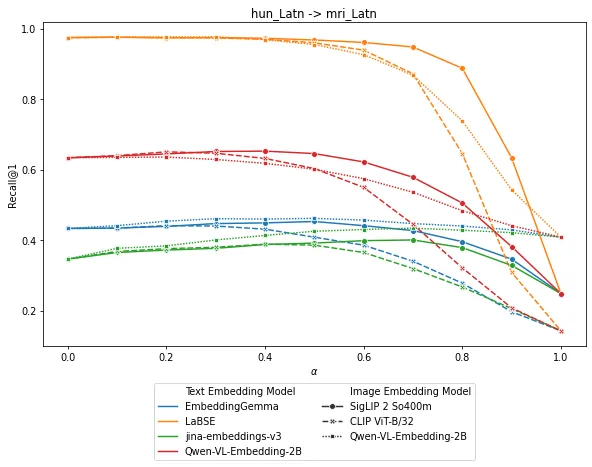 hun_Latn -> mri_Latn
Recall@1
1.0
0.8
0.6
0.4
0.2
0.0 0.2 0.4 0.6 0.8 1.0
α
Text Embedding Model
EmbeddingGemma
LaBSE
jina-embeddings-v3
Qwen-VL-Embedding-2B
Image Embedding Model
SigLIP 2 So400m
CLIP ViT-B/32
Qwen-VL-Embedding-2B